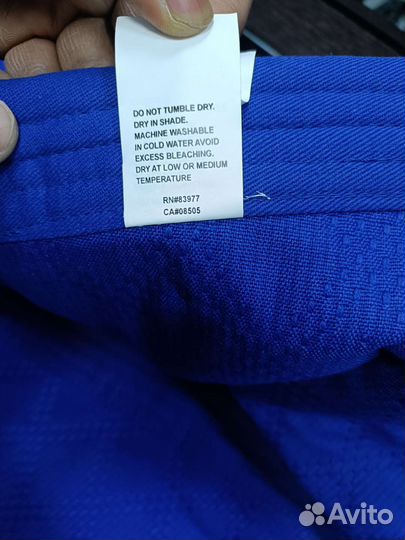 DO NOT TUMBLE DRY.
DRY IN SHADE.
MACHINE WASHABLE
IN COLD WATER AVOID
EXCESS BLEACHING.
DRY AT LOW OR MEDIUM
TEMPERATURE
RN#83977
CA#08505
Avito